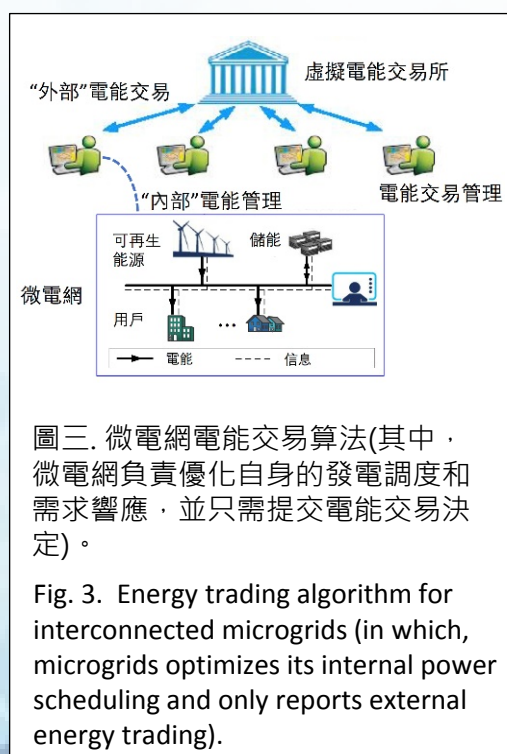 虛擬電能交易所
“外部”電能交易
“內部”電能管理
電能交易管理
可再生
能源
儲能
微電網
用戶
...
電能
信息
圖三. 微電網電能交易算法(其中，
微電網負責優化自身的發電調度和
需求響應，並只需提交電能交易決
定)。
Fig. 3. Energy trading algorithm for
interconnected microgrids (in which,
microgrids optimizes its internal power
scheduling and only reports external
energy trading).